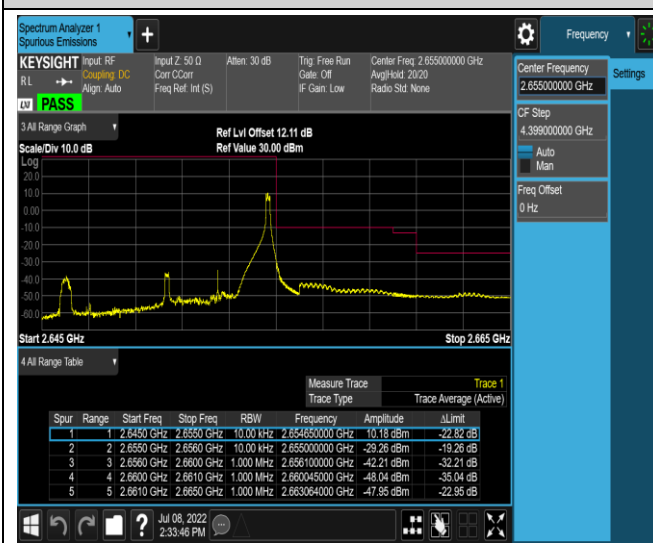 Spectrum Analyzer 1
Spurious Emissions
Frequency
KEYSIGHT Input: RF Input Z: 50 Ω Atten: 30 dB Trig: Free Run Center Freq: 2.655000000 GHz
RL Coupling: DC Corr CCorr Gate: Off Avg|Hold: 20/20
Align: Auto Freq Ref: Int (S) IF Gain: Low Radio Std: None
LXI PASS
3 All Range Graph
Ref Lvl Offset 12.11 dB
Scale/Div 10.0 dB Ref Value 30.00 dBm
Log
20.0
10.0
0.00
-10.0
-20.0
-30.0
-40.0
-50.0
-60.0
Start 2.645 GHz Stop 2.665 GHz
4 All Range Table
Measure Trace Trace 1
Trace Type Trace Average (Active)
Spur Range Start Freq Stop Freq RBW Frequency Amplitude ΔLimit
1 1 2.6450 GHz 2.6550 GHz 10.00 kHz 2.654650000 GHz 10.18 dBm -22.82 dB
2 2 2.6550 GHz 2.6560 GHz 10.00 kHz 2.655000000 GHz -29.26 dBm -19.26 dB
3 3 2.6560 GHz 2.6600 GHz 1.000 MHz 2.656100000 GHz -42.21 dBm -32.21 dB
4 4 2.6600 GHz 2.6610 GHz 1.000 MHz 2.660045000 GHz -48.04 dBm -35.04 dB
5 5 2.6610 GHz 2.6650 GHz 1.000 MHz 2.663064000 GHz -47.95 dBm -22.95 dB
Jul 08, 2022
2:33:46 PM
Center Frequency
2.655000000 GHz
Settings
CF Step
4.399000000 GHz
Auto
Man
Freq Offset
0 Hz